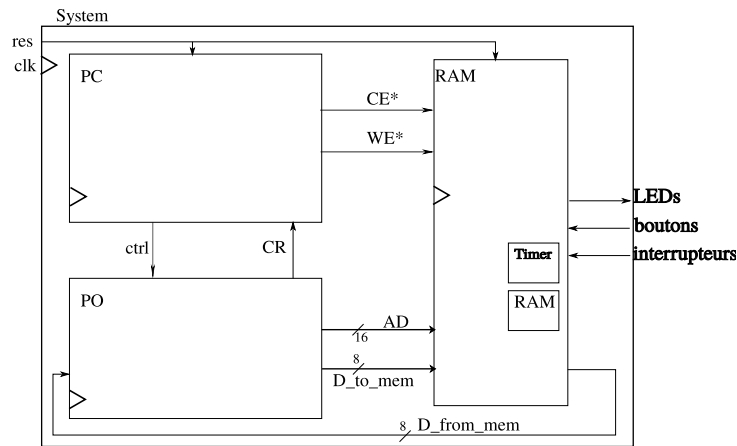 System
res
clk
PC
RAM
CE*
WE*
LEDs
boutons
interrupteurs
ctrl
CR
Timer
RAM
PO
AD
16
8
D_to_mem
8
D_from_mem